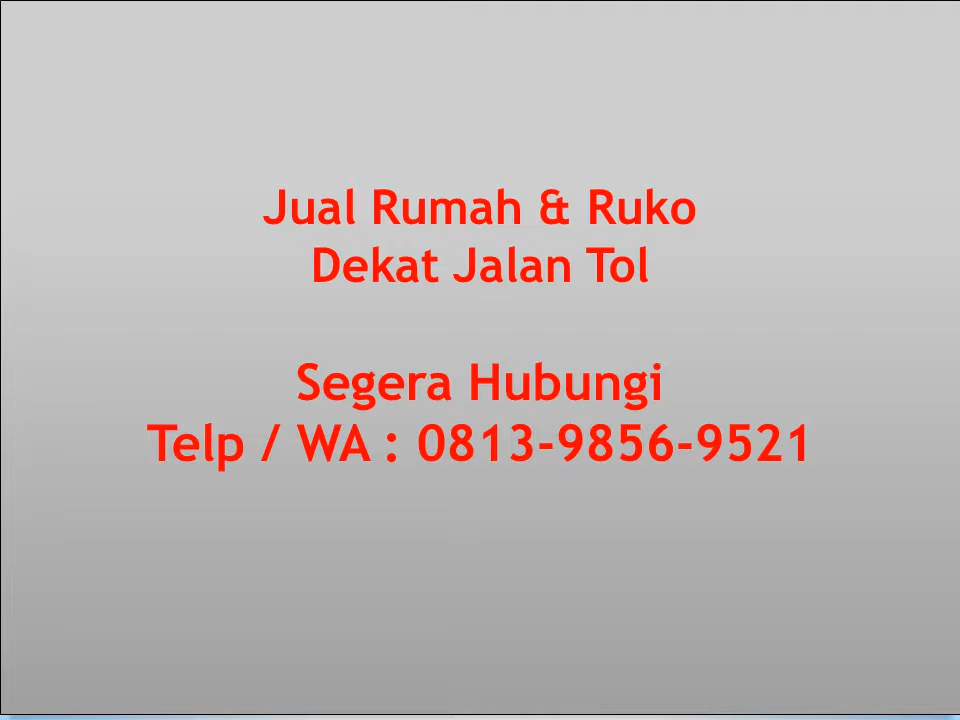 Jual Rumah & Ruko
Dekat Jalan Tol
Segera Hubungi
Telp / WA : 0813-9856-9521